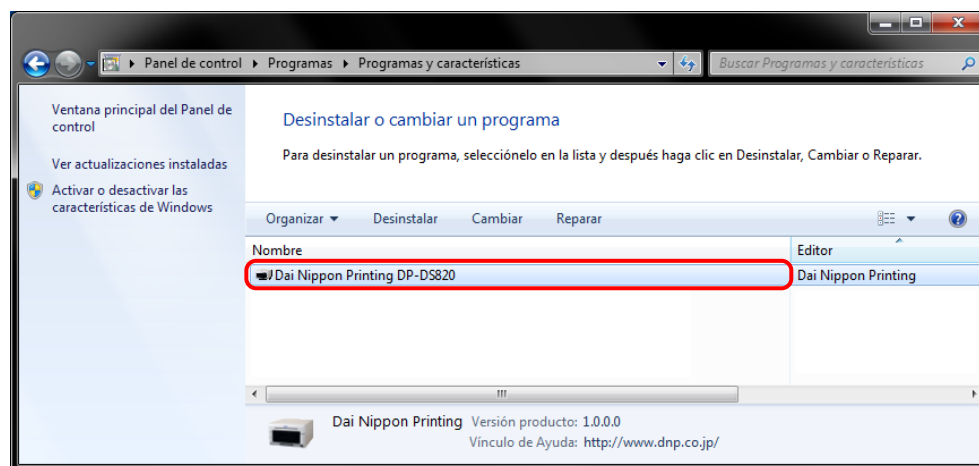 Panel de control Programas Programas y características
Buscar Programas y características
Ventana principal del Panel de
control
Ver actualizaciones instaladas
Activar o desactivar las
características de Windows
Desinstalar o cambiar un programa
Para desinstalar un programa, selecciónelo en la lista y después haga clic en Desinstalar, Cambiar o Reparar.
Organizar Desinstalar Cambiar Reparar
Nombre Editor
Dai Nippon Printing DP-DS820 Dai Nippon Printing
Dai Nippon Printing Versión producto: 1.0.0.0
Vínculo de Ayuda: http://www.dnp.co.jp/